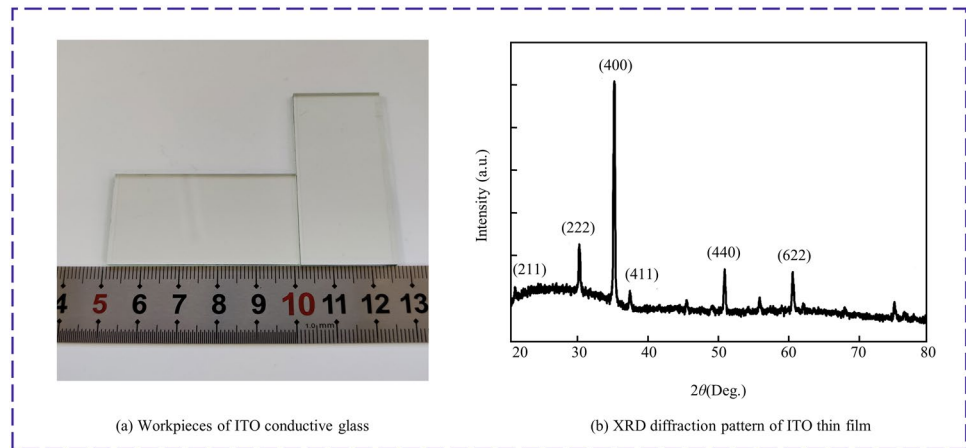 4 5 6 7 8 9 10 11 12 13
1.0mm
(a) Workpieces of ITO conductive glass
(400)
(222)
(440)
(622)
(211)
(411)
Intensity (a.u.)
20 30 40 50 60 70 80
2θ(Deg.)
(b) XRD diffraction pattern of ITO thin film